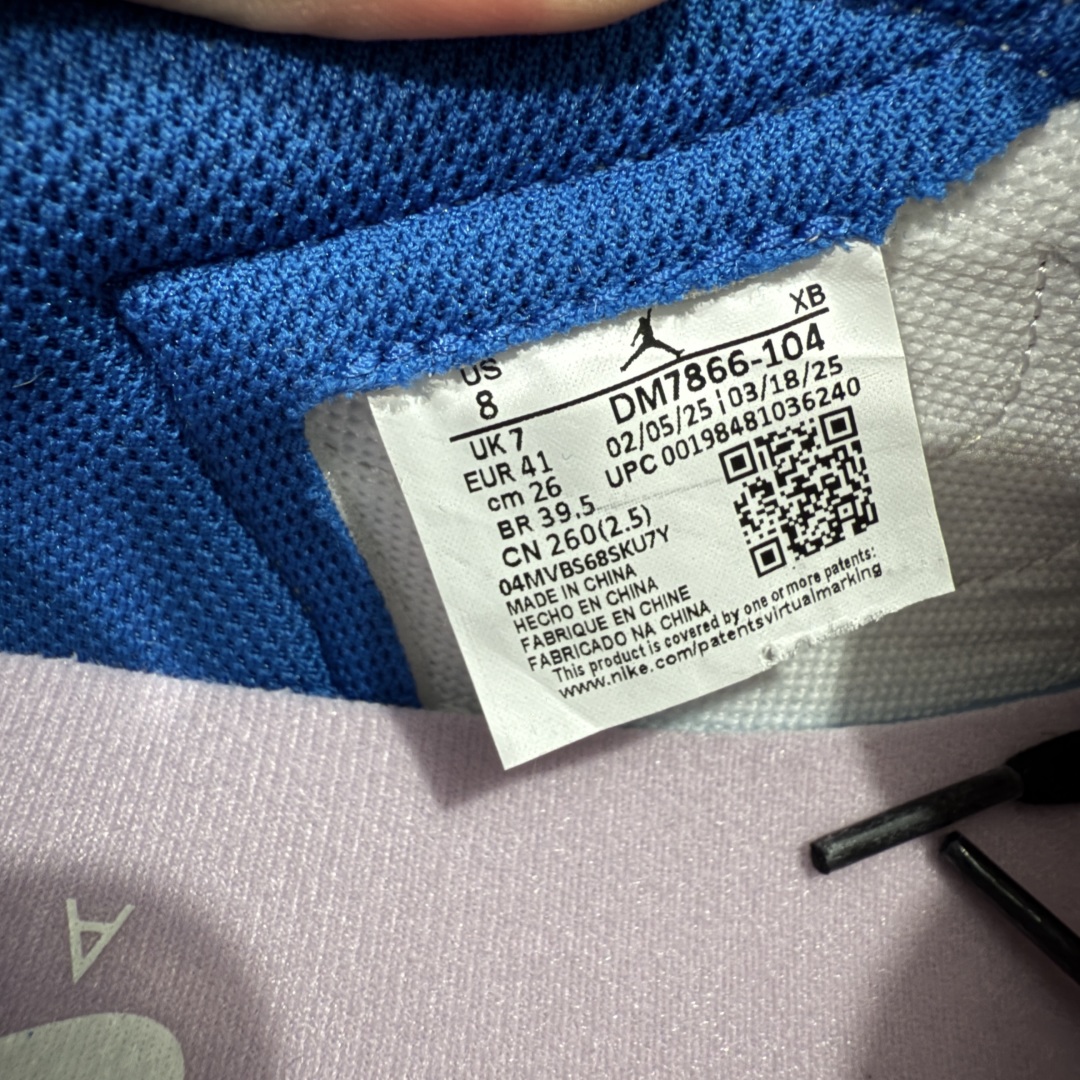 XB
US
8
DM7866-104
02/05/25 | 03/18/25
UPC 00198481036240
UK 7
EUR 41
cm 26
BR 39.5
CN 260(2.5)
04MVBS68SKU7Y
MADE IN CHINA
HECHO EN CHINA
FABRIQUE EN CHINE
FABRICADO NA CHINA
This product is covered by one or more patents:
www.nike.com/patentsvirtualmarking
A